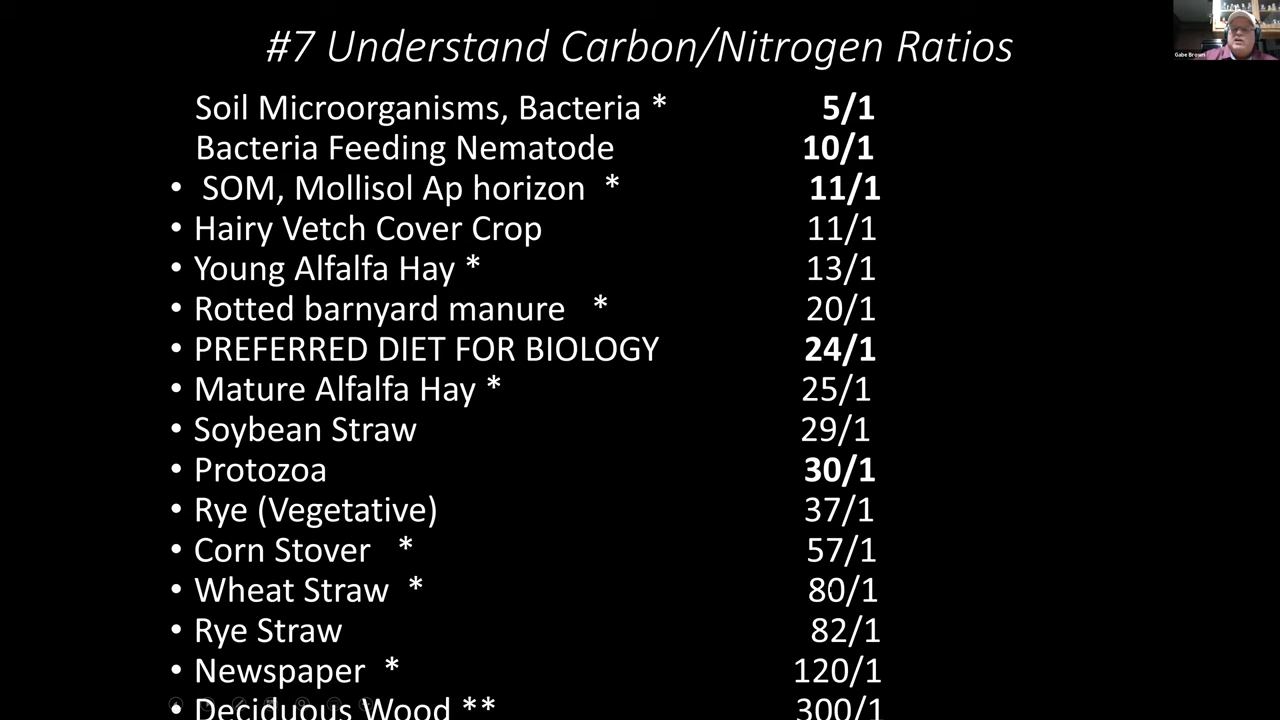 #7 Understand Carbon/Nitrogen Ratios
Gabe Brown
Soil Microorganisms, Bacteria * 5/1
Bacteria Feeding Nematode 10/1
• SOM, Mollisol Ap horizon * 11/1
• Hairy Vetch Cover Crop 11/1
• Young Alfalfa Hay * 13/1
• Rotted barnyard manure * 20/1
• PREFERRED DIET FOR BIOLOGY 24/1
• Mature Alfalfa Hay * 25/1
• Soybean Straw 29/1
• Protozoa 30/1
• Rye (Vegetative) 37/1
• Corn Stover * 57/1
• Wheat Straw * 80/1
• Rye Straw 82/1
• Newspaper * 120/1
• Deciduous Wood ** 300/1